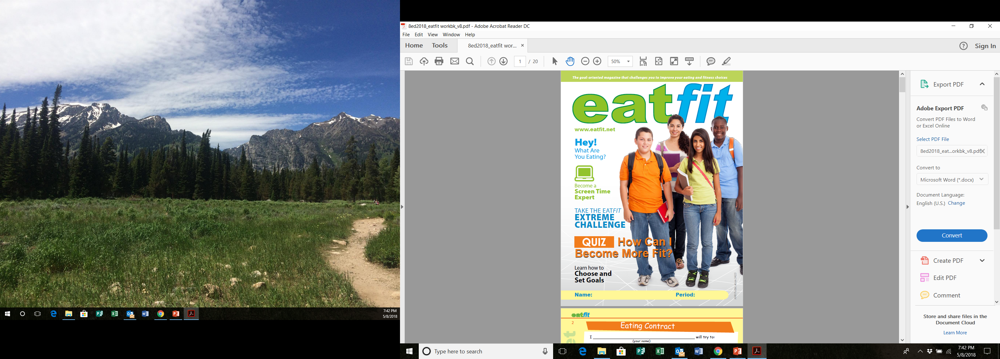 7:42 PM
5/8/2018
8ed2018_eatfit workbk_v8.pdf - Adobe Acrobat Reader DC
File Edit View Window Help
Home Tools 8ed2018_eatfit wor... × ? Sign In
1 / 20 50%
The goal-oriented magazine that challenges you to improve your eating and fitness choices
eatfit
www.eatfit.net
Hey!
What Are
You Eating?
Become a
Screen Time
Expert
TAKE THE EATFIT
EXTREME
CHALLENGE
QUIZ How Can I
Become More Fit?
Learn how to
Choose and
Set Goals
ANR Publication 3423
Name: Period:
eatfit
2
Eating Contract
I ______ will try to:
(your name)
Export PDF
Adobe Export PDF
Convert PDF Files to Word
or Excel Online
Select PDF File
8ed2018_eat...orkbk_v8.pdf
Convert to
Microsoft Word (*.docx)
Document Language:
English (U.S.) Change
Convert
Create PDF
Edit PDF
Comment
Store and share files in the
Document Cloud
Learn More
Type here to search
7:42 PM
5/8/2018